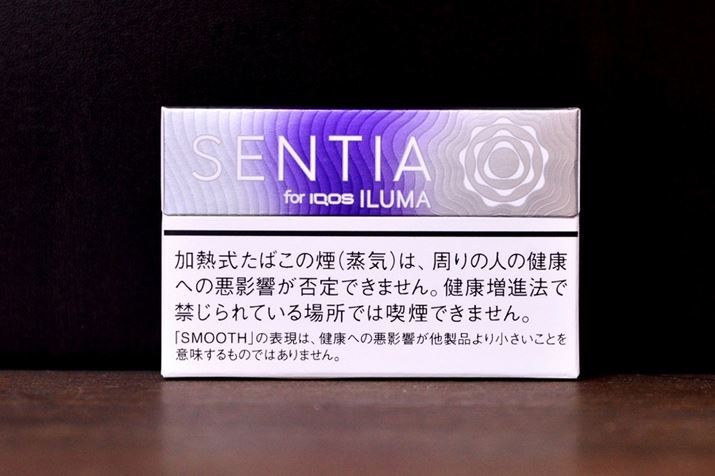 SENTIA
for IQOS ILUMA
加熱式たばこの煙(蒸気)は、周りの人の健康
への悪影響が否定できません。健康増進法で
禁じられている場所では喫煙できません。
「SMOOTH」の表現は、健康への悪影響が他製品より小さいことを
意味するものではありません。